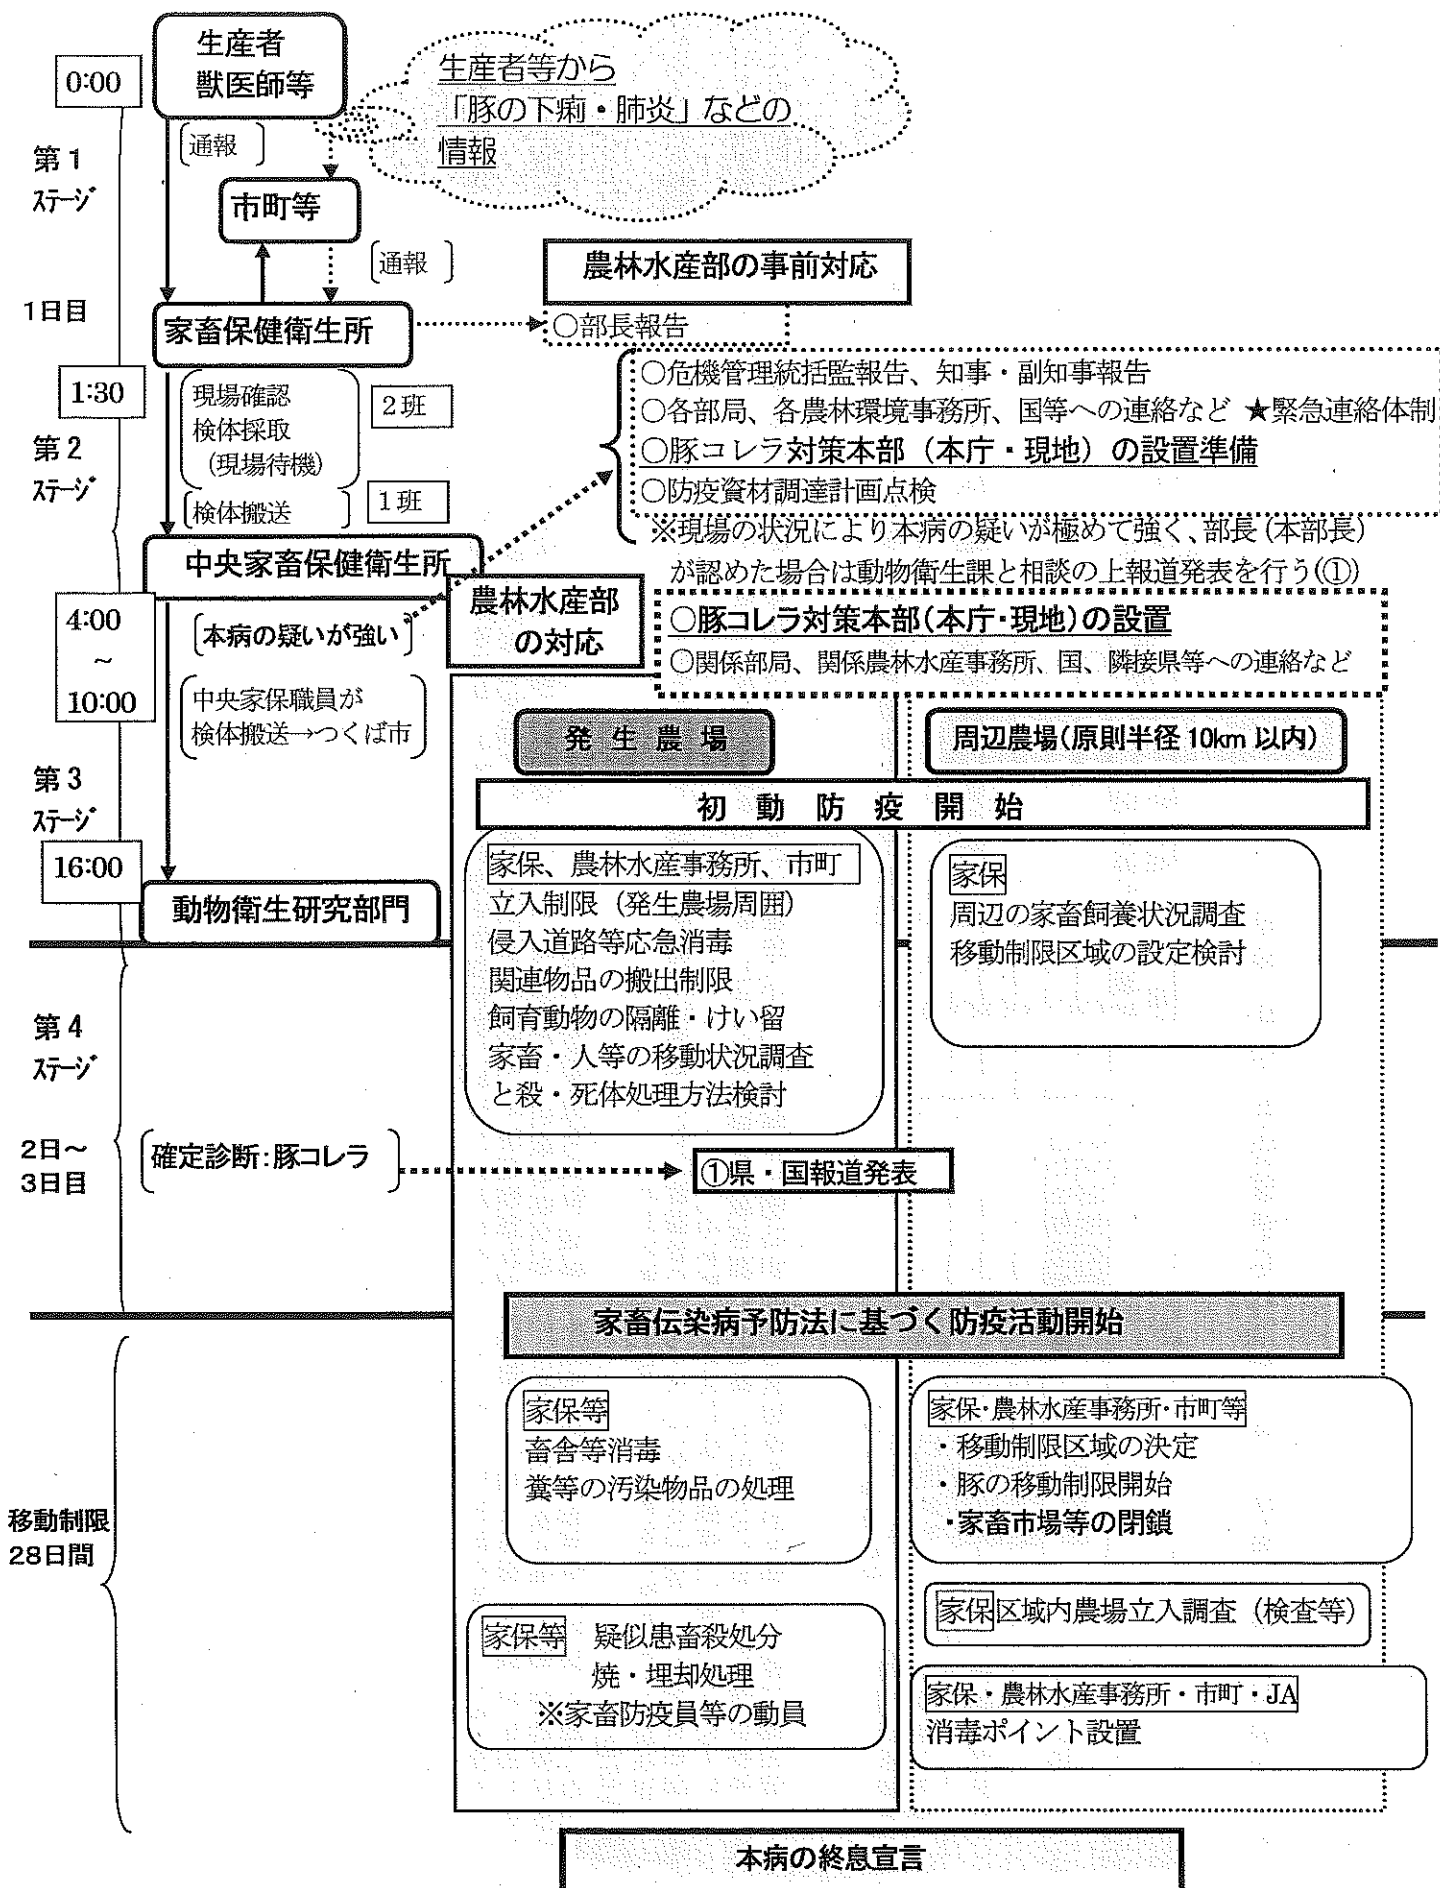 生産者
獣医師等
0:00
生産者等から
「豚の下痢・肺炎」などの
情報
通報
第1
ステージ
市町等
通報
農林水産部の事前対応
1日目
家畜保健衛生所
○部長報告
1:30
現場確認
検体採取
(現場待機)
2班
○危機管理統括監報告、知事・副知事報告
○各部局、各農林環境事務所、国等への連絡など ★緊急連絡体制
○豚コレラ対策本部（本庁・現地）の設置準備
○防疫資材調達計画点検
第2
ステージ
検体搬送
1班
※現場の状況により本病の疑いが極めて強く、部長(本部長)
が認めた場合は動物衛生課と相談の上報道発表を行う(①)
中央家畜保健衛生所
4:00
～
10:00
本病の疑いが強い
農林水産部
の対応
○豚コレラ対策本部(本庁・現地)の設置
○関係部局、関係農林水産事務所、国、隣接県等への連絡など
中央家保職員が
検体搬送→つくば市
発生農場
周辺農場(原則半径10km以内)
第3
ステージ
初動防疫開始
16:00
動物衛生研究部門
家保、農林水産事務所、市町
立入制限（発生農場周囲）
侵入道路等応急消毒
関連物品の搬出制限
飼育動物の隔離・けい留
家畜・人等の移動状況調査
と殺・死体処理方法検討
家保
周辺の家畜飼養状況調査
移動制限区域の設定検討
第4
ステージ
2日～
3日目
確定診断:豚コレラ
①県・国報道発表
家畜伝染病予防法に基づく防疫活動開始
家保等
畜舎等消毒
糞等の汚染物品の処理
家保・農林水産事務所・市町等
・移動制限区域の決定
・豚の移動制限開始
・家畜市場等の閉鎖
移動制限
28日間
家保等 疑似患畜殺処分
焼・埋却処理
※家畜防疫員等の動員
家保区域内農場立入調査（検査等）
家保・農林水産事務所・市町・JA
消毒ポイント設置
本病の終息宣言